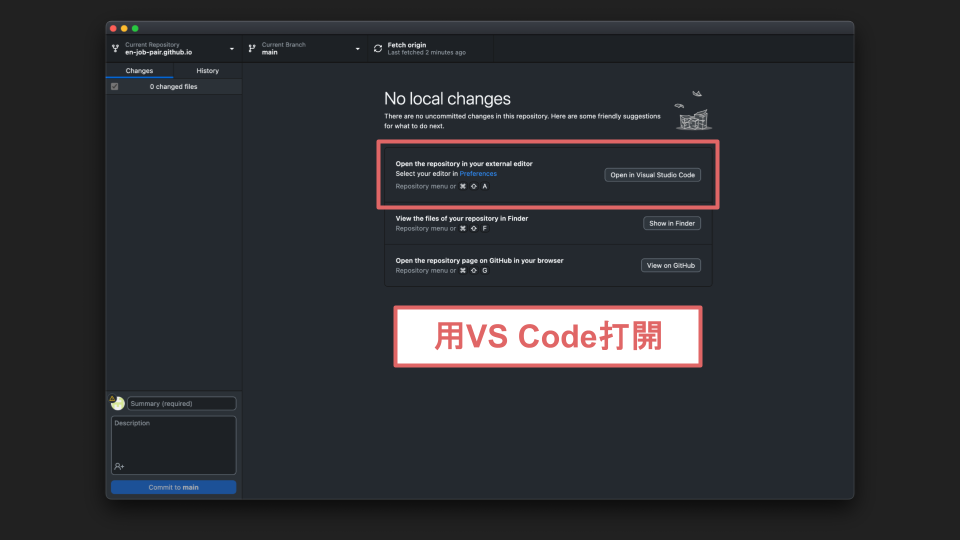 Current Repository
en-job-pair.github.io
Current Branch
main
Fetch origin
Last fetched 2 minutes ago
Changes
History
0 changed files
No local changes
There are no uncommitted changes in this repository. Here are some friendly suggestions
for what to do next.
Open the repository in your external editor
Select your editor in Preferences
Repository menu or ⌘ ⇧ A
Open in Visual Studio Code
View the files of your repository in Finder
Repository menu or ⌘ ⇧ F
Show in Finder
Open the repository page on GitHub in your browser
Repository menu or ⌘ ⇧ G
View on GitHub
用VS Code打開
Summary (required)
Description
Commit to main